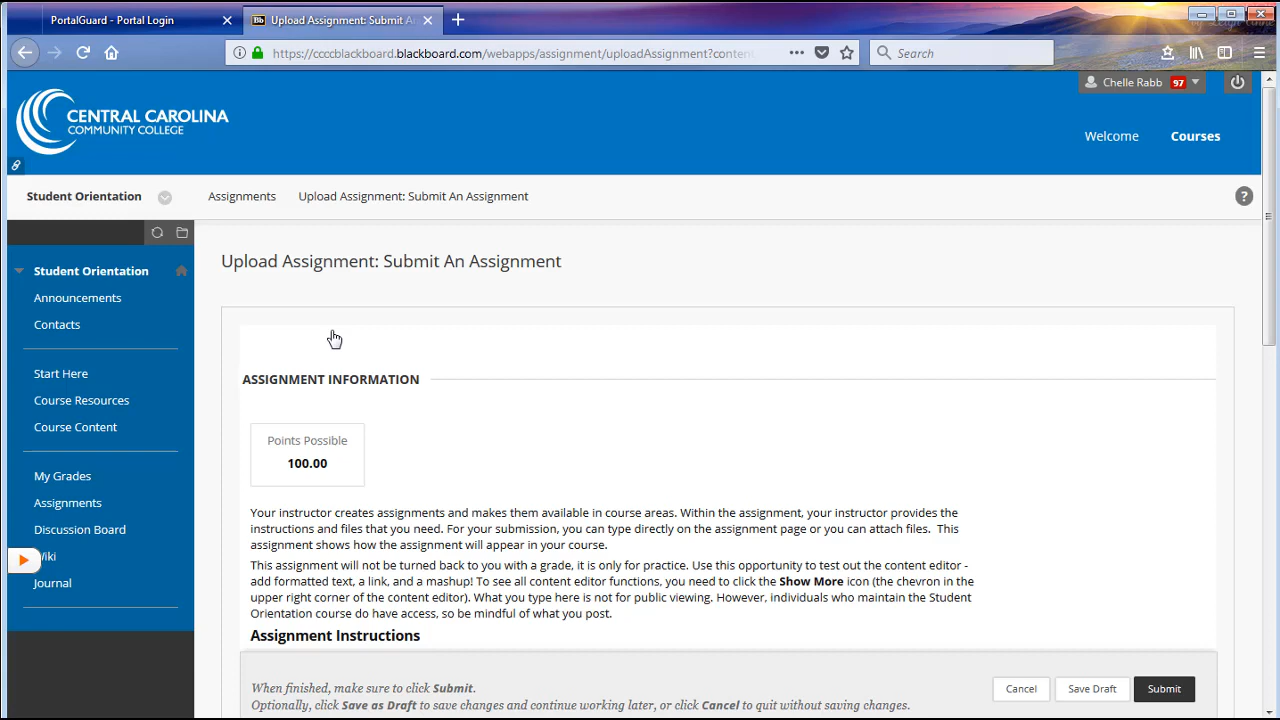 PortalGuard - Portal Login
Bb Upload Assignment: Submit A
https://ccccblackboard.blackboard.com/webapps/assignment/uploadAssignment?content
Search
Chelle Rabb 97
CENTRAL CAROLINA
COMMUNITY COLLEGE
Welcome Courses
Student Orientation Assignments Upload Assignment: Submit An Assignment ?
Student Orientation
Announcements
Contacts
Start Here
Course Resources
Course Content
My Grades
Assignments
Discussion Board
Wiki
Journal
Upload Assignment: Submit An Assignment
ASSIGNMENT INFORMATION
Points Possible
100.00
Your instructor creates assignments and makes them available in course areas. Within the assignment, your instructor provides the
instructions and files that you need. For your submission, you can type directly on the assignment page or you can attach files. This
assignment shows how the assignment will appear in your course.
This assignment will not be turned back to you with a grade, it is only for practice. Use this opportunity to test out the content editor -
add formatted text, a link, and a mashup! To see all content editor functions, you need to click the Show More icon (the chevron in the
upper right corner of the content editor). What you type here is not for public viewing. However, individuals who maintain the Student
Orientation course do have access, so be mindful of what you post.
Assignment Instructions
When finished, make sure to click Submit.
Optionally, click Save as Draft to save changes and continue working later, or click Cancel to quit without saving changes.
Cancel Save Draft Submit